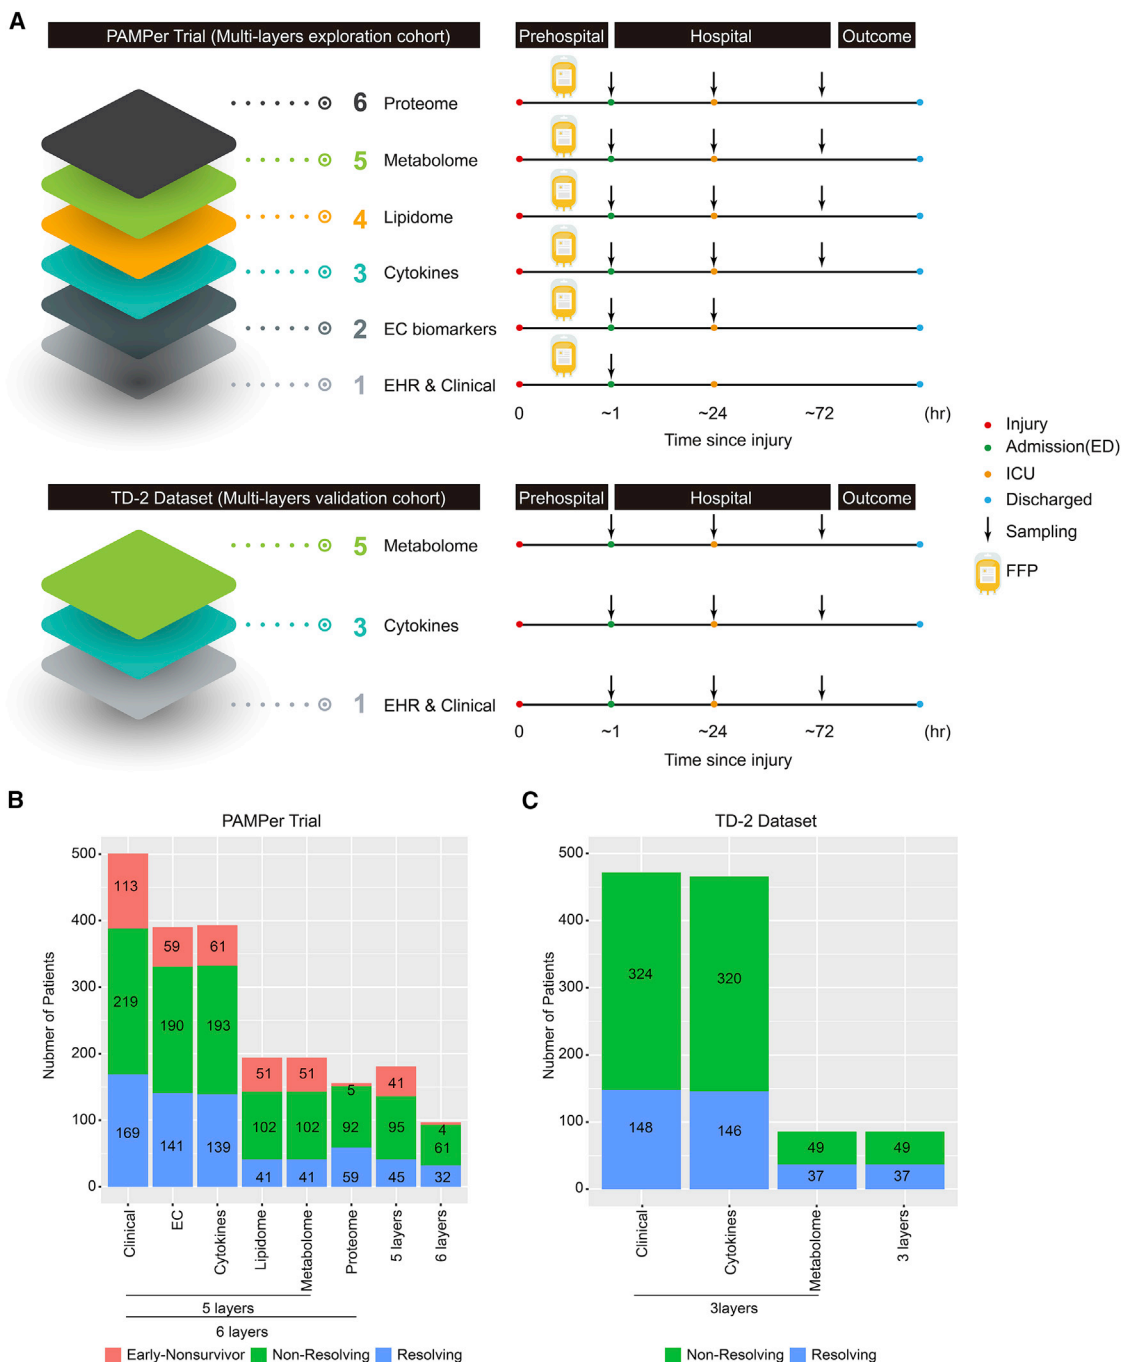 A
PAMPer Trial (Multi-layers exploration cohort)
Prehospital Hospital Outcome
6 Proteome
5 Metabolome
4 Lipidome
3 Cytokines
2 EC biomarkers
1 EHR & Clinical
0 ~1 ~24 ~72 (hr)
Time since injury
Injury
Admission(ED)
ICU
Discharged
Sampling
FFP
TD-2 Dataset (Multi-layers validation cohort)
Prehospital Hospital Outcome
5 Metabolome
3 Cytokines
1 EHR & Clinical
0 ~1 ~24 ~72 (hr)
Time since injury
B
PAMPer Trial
Nubmer of Patients
500
400
300
200
100
0
113
219
169
59
190
141
61
193
139
51
102
41
51
102
41
5
92
59
41
95
45
4
61
32
Clinical
EC
Cytokines
Lipidome
Metabolome
Proteome
5 layers
6 layers
5 layers
6 layers
Early-Nonsurvivor Non-Resolving Resolving
C
TD-2 Dataset
Nubmer of Patients
500
400
300
200
100
0
324
148
320
146
49
37
49
37
Clinical
Cytokines
Metabolome
3 layers
3layers
Non-Resolving Resolving